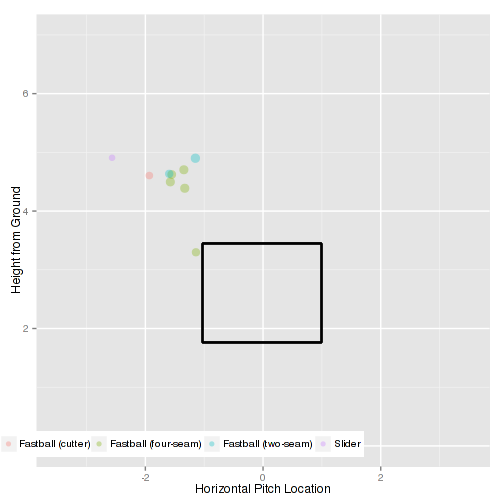 6
4
2
Height from Ground
Fastball (cutter) Fastball (four-seam) Fastball (two-seam) Slider
-2 0 2
Horizontal Pitch Location